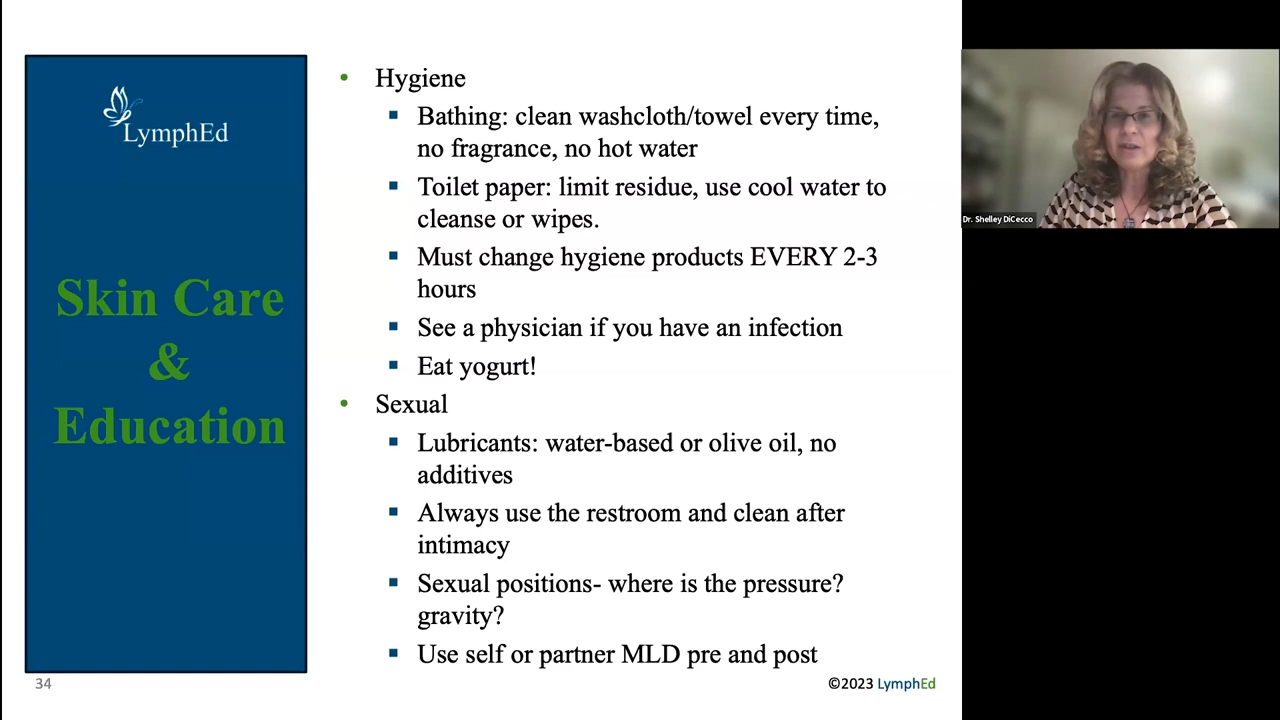 LymphEd
Skin Care
&
Education
• Hygiene
▪ Bathing: clean washcloth/towel every time,
no fragrance, no hot water
▪ Toilet paper: limit residue, use cool water to
cleanse or wipes.
▪ Must change hygiene products EVERY 2-3
hours
▪ See a physician if you have an infection
▪ Eat yogurt!
• Sexual
▪ Lubricants: water-based or olive oil, no
additives
▪ Always use the restroom and clean after
intimacy
▪ Sexual positions- where is the pressure?
gravity?
▪ Use self or partner MLD pre and post
34
©2023 LymphEd
Dr. Shelley DiCecco